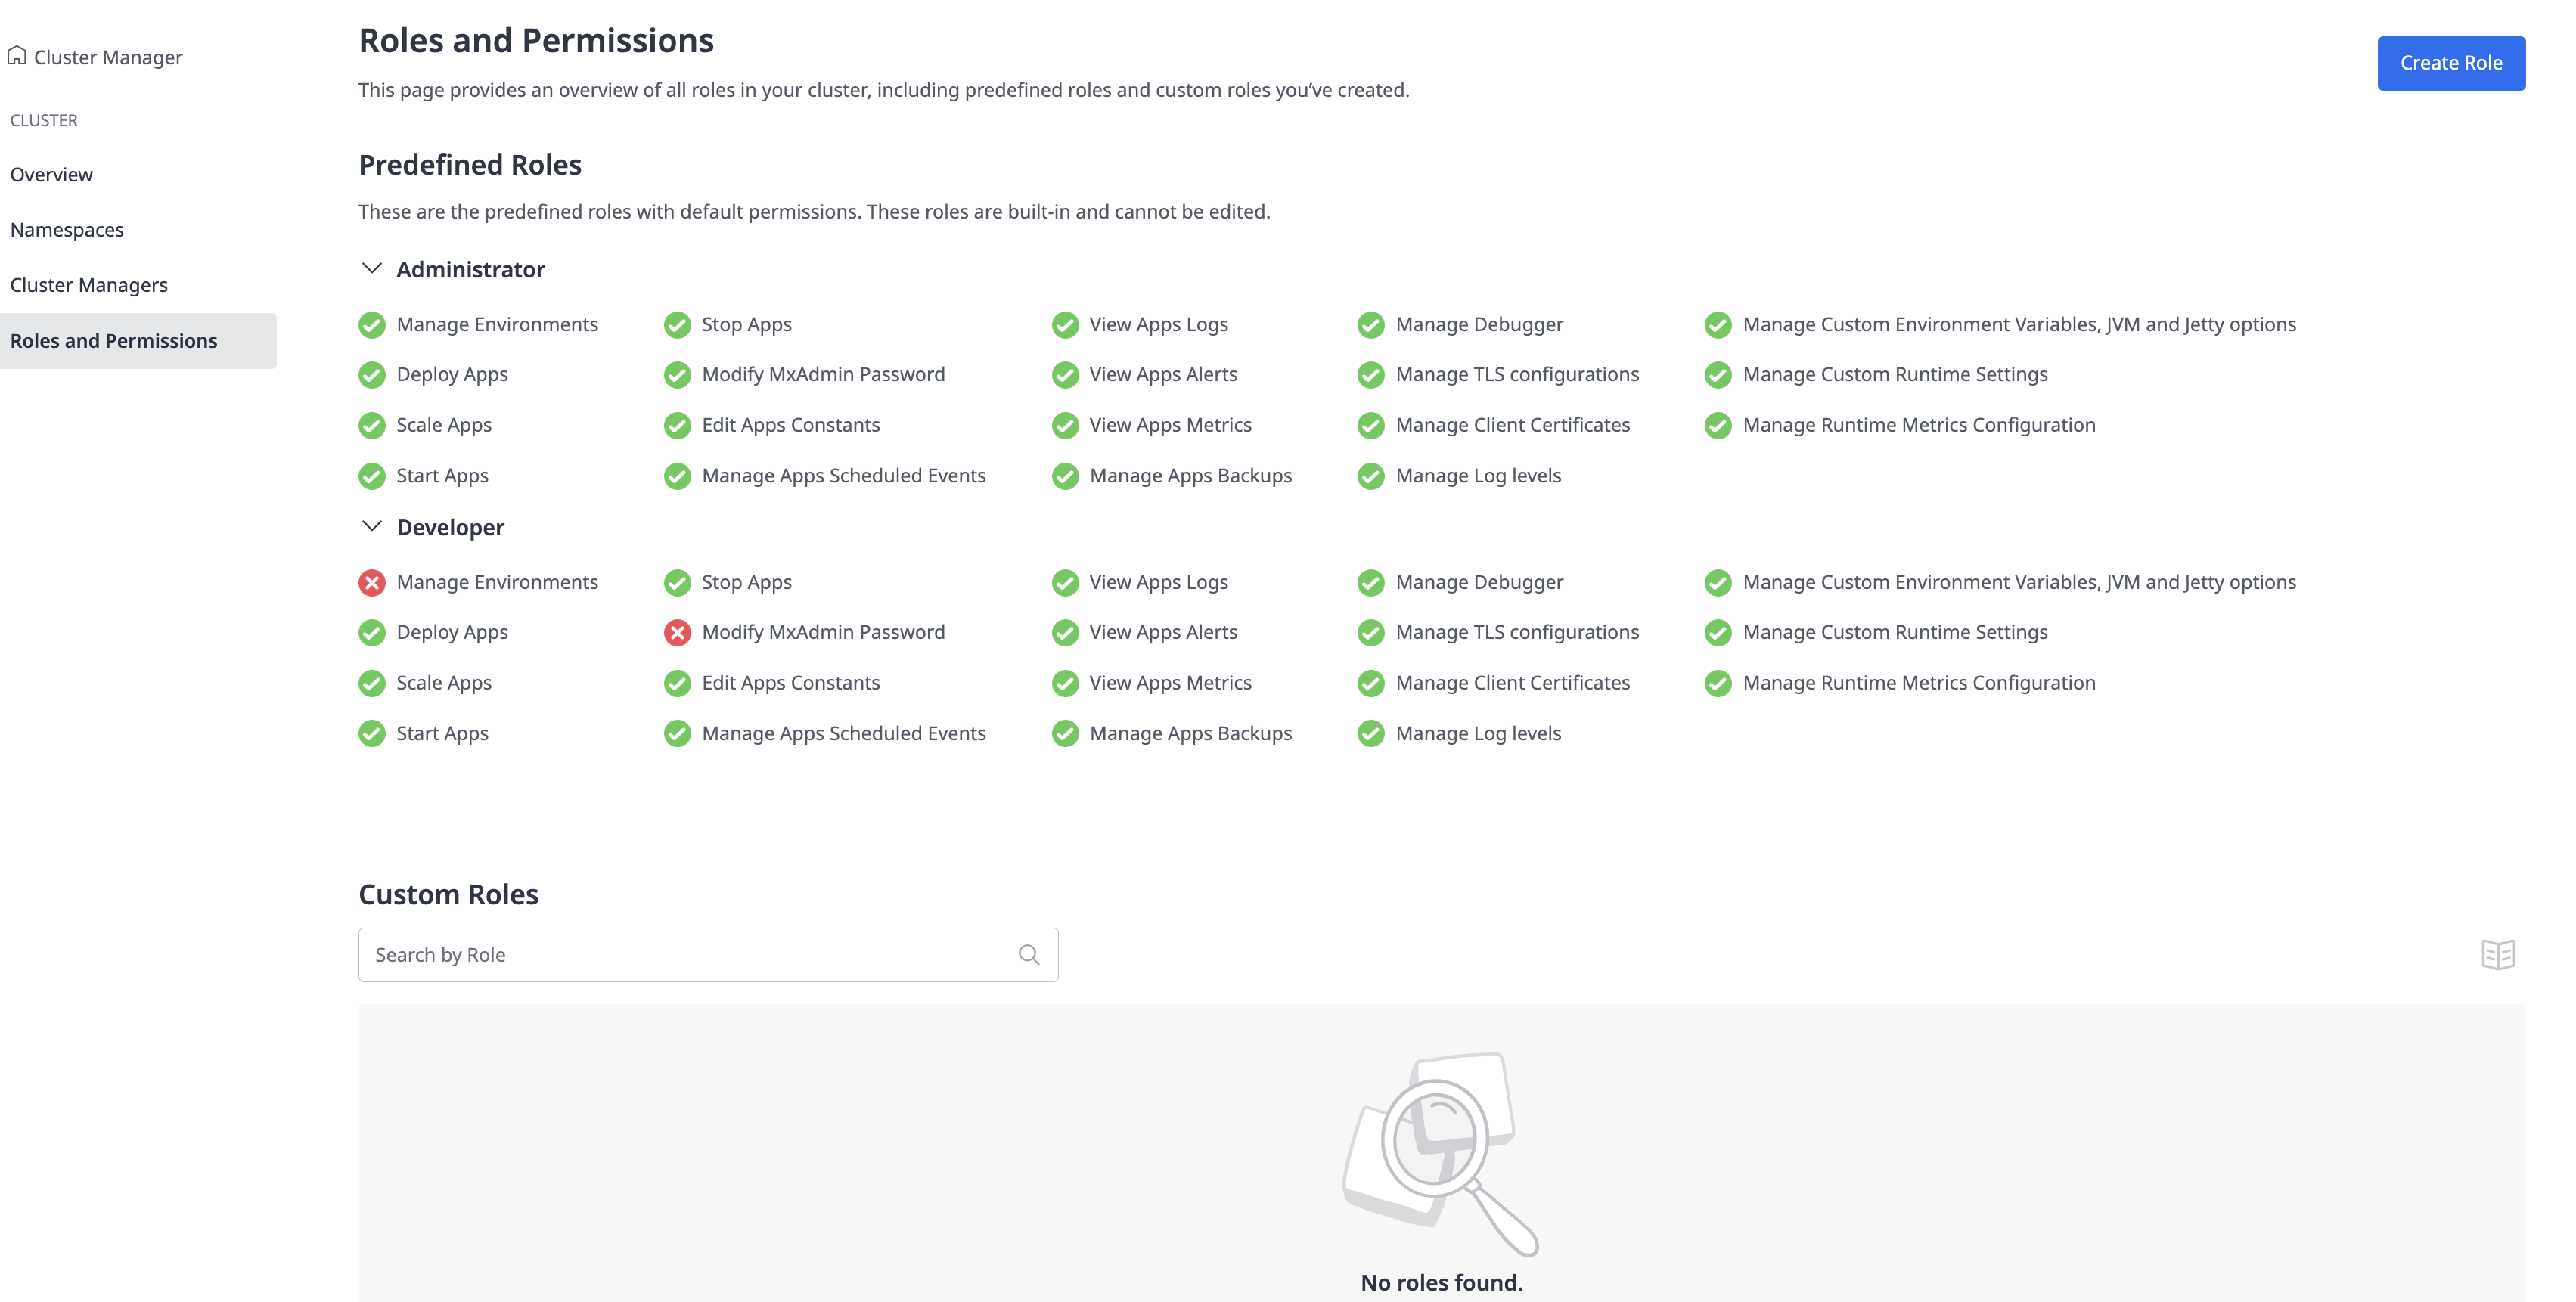 Cluster Manager
CLUSTER
Overview
Namespaces
Cluster Managers
Roles and Permissions
Roles and Permissions
Create Role
This page provides an overview of all roles in your cluster, including predefined roles and custom roles you’ve created.
Predefined Roles
These are the predefined roles with default permissions. These roles are built-in and cannot be edited.
Administrator
Manage Environments Stop Apps View Apps Logs Manage Debugger Manage Custom Environment Variables, JVM and Jetty options
Deploy Apps Modify MxAdmin Password View Apps Alerts Manage TLS configurations Manage Custom Runtime Settings
Scale Apps Edit Apps Constants View Apps Metrics Manage Client Certificates Manage Runtime Metrics Configuration
Start Apps Manage Apps Scheduled Events Manage Apps Backups Manage Log levels
Developer
Manage Environments Stop Apps View Apps Logs Manage Debugger Manage Custom Environment Variables, JVM and Jetty options
Deploy Apps Modify MxAdmin Password View Apps Alerts Manage TLS configurations Manage Custom Runtime Settings
Scale Apps Edit Apps Constants View Apps Metrics Manage Client Certificates Manage Runtime Metrics Configuration
Start Apps Manage Apps Scheduled Events Manage Apps Backups Manage Log levels
Custom Roles
Search by Role
No roles found.